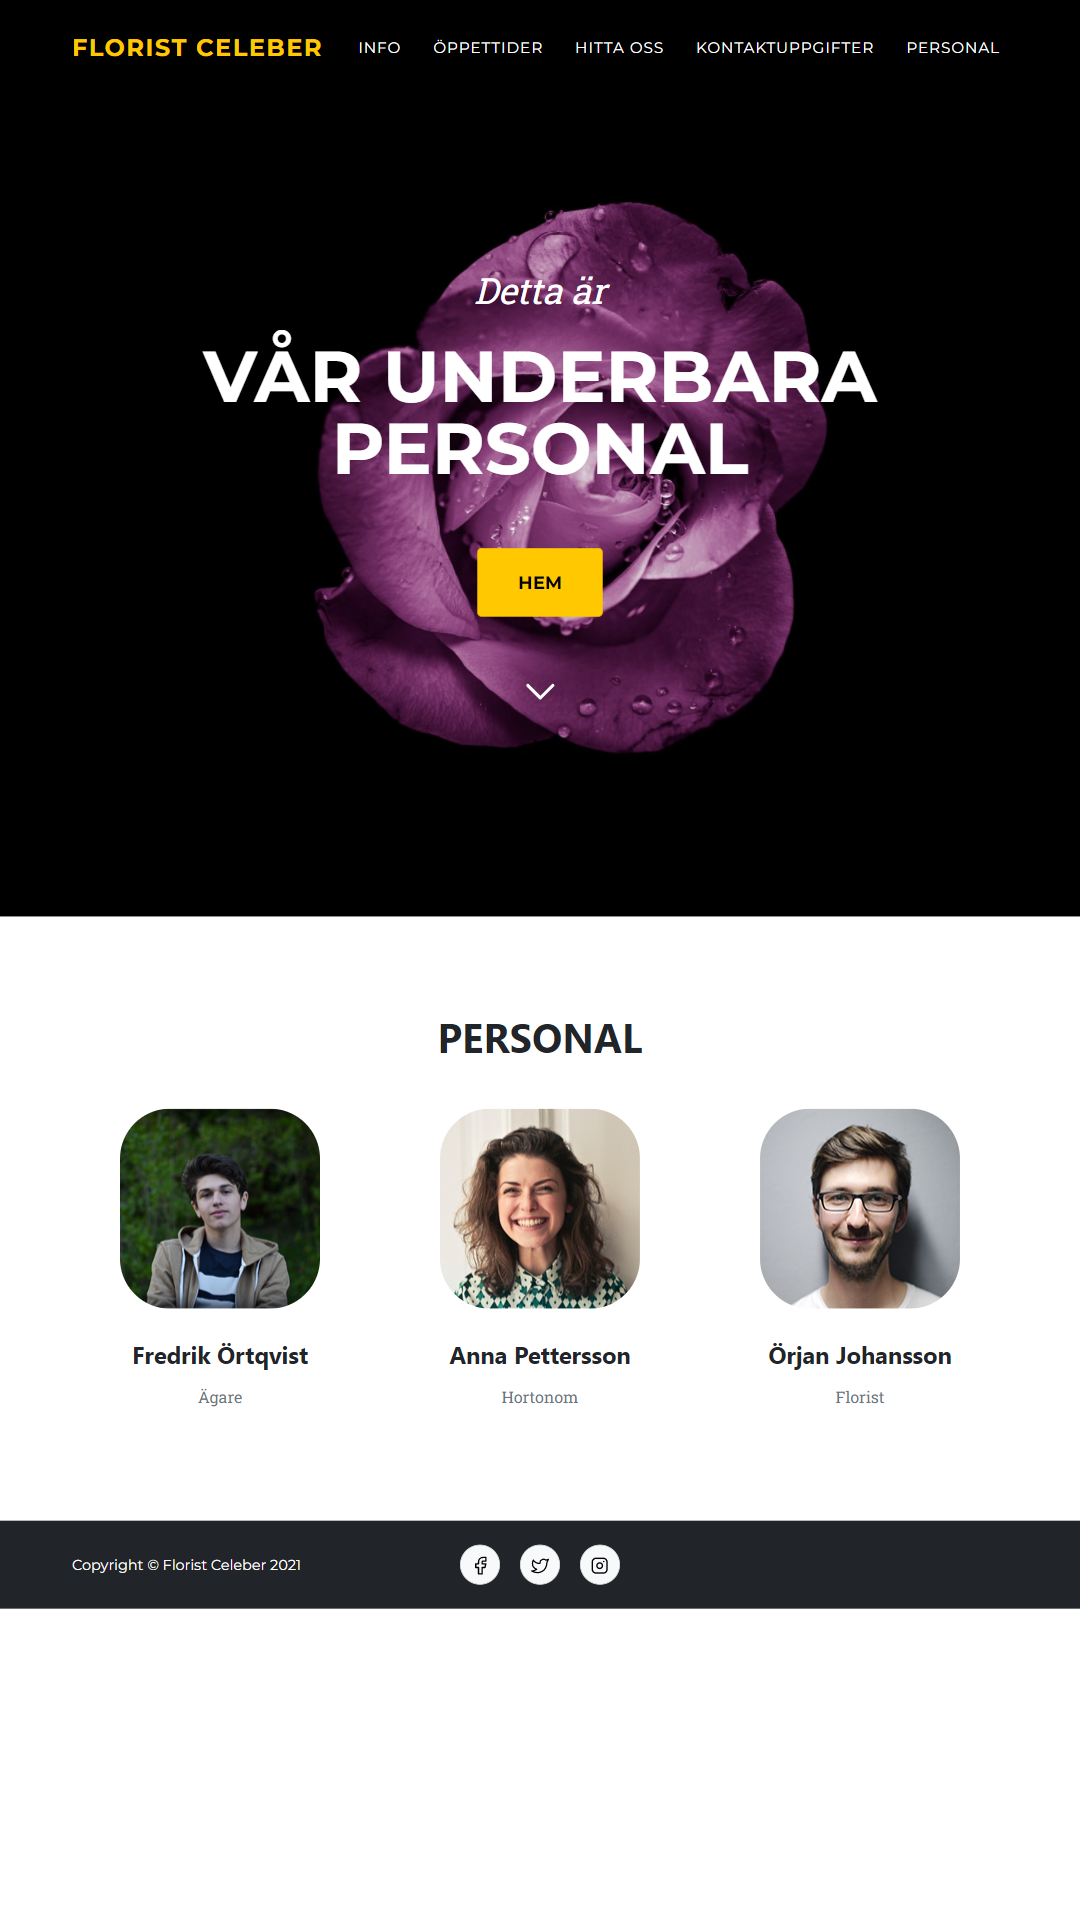 FLORIST CELEBER INFO ÖPPETTIDER HITTA OSS KONTAKTUPPGIFTER PERSONAL
Detta är
VÅR UNDERBARA
PERSONAL
HEM
PERSONAL
Fredrik Örtqvist
Ägare
Anna Pettersson
Hortonom
Örjan Johansson
Florist
Copyright © Florist Celeber 2021